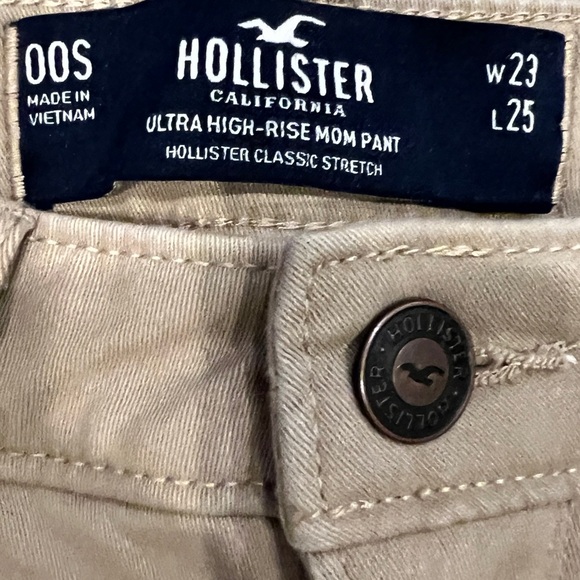 00S
MADE IN
VIETNAM
HOLLISTER
CALIFORNIA
ULTRA HIGH-RISE MOM PANT
HOLLISTER CLASSIC STRETCH
W23
L25
HOLLISTER · HOLLISTER ·